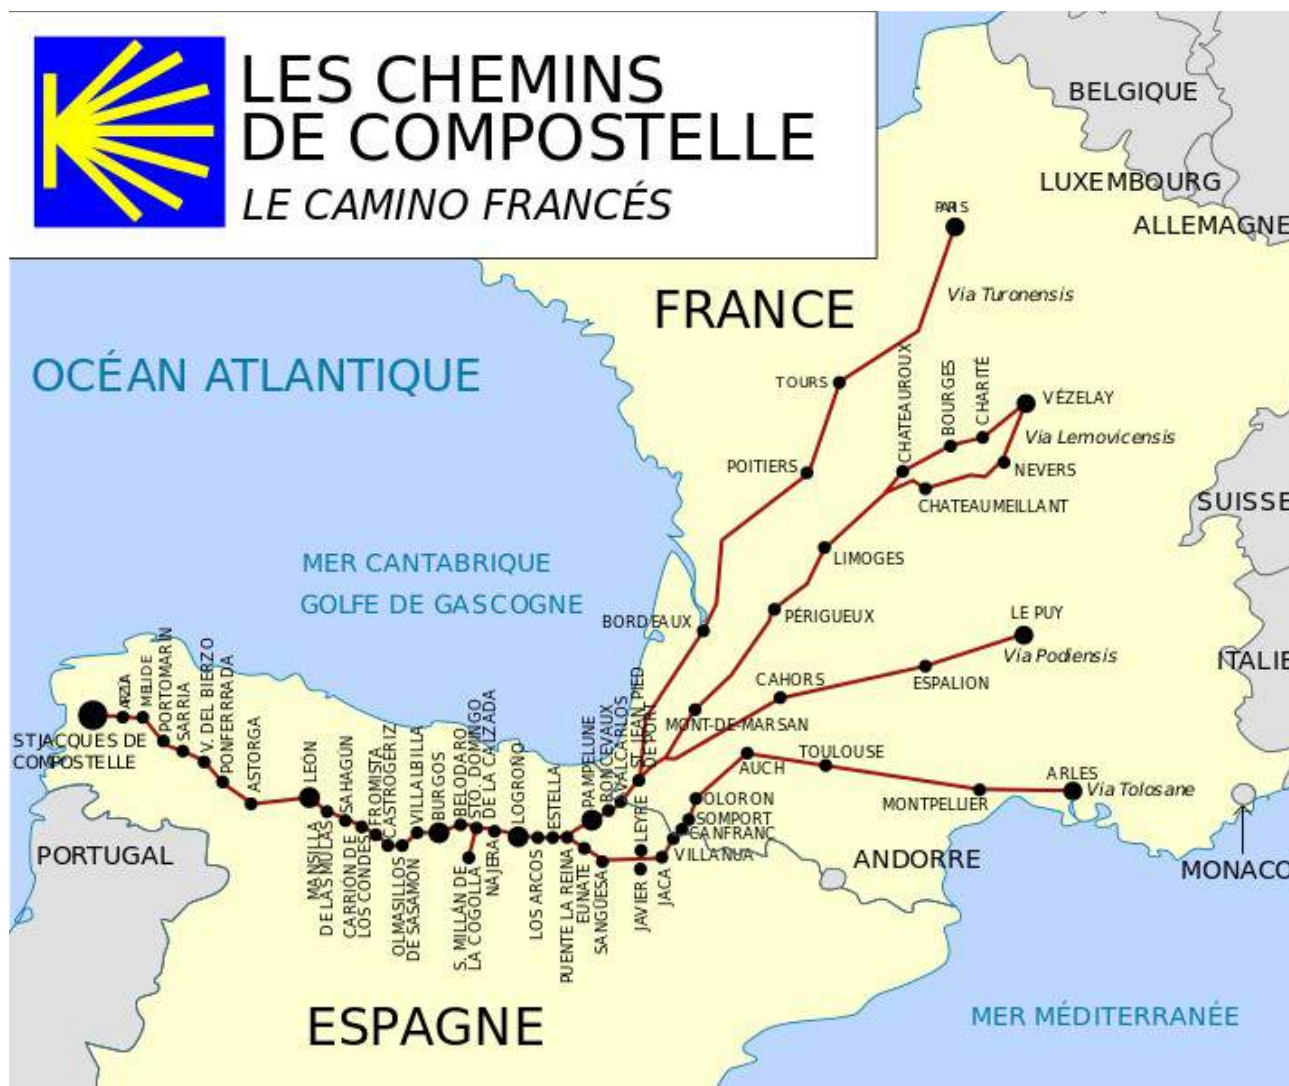 LES CHEMINS
DE COMPOSTELLE
LE CAMINO FRANCÉS
BELGIQUE
LUXEMBOURG
ALLEMAGNE
PARIS
Via Turonensis
FRANCE
OCÉAN ATLANTIQUE
TOURS
CHATEAUROUX
BOURGES
CHARITÉ
VÉZELAY
Via Lemovicensis
POITIERS
NEVERS
CHATEAUMEILLANT
SUISSE
LIMOGES
MER CANTABRIQUE
GOLFE DE GASCOGNE
PÉRIGUEUX
BORDEAUX
LE PUY
Via Podiensis
ITALIE
ESPALION
CAHORS
MONT-DE-MARSAN
ST JEAN PIED
DE PORT
VALCARLOS
RONCEVAUX
PAMPELUNE
AUCH
TOULOUSE
MONTPELLIER
ARLES
Via Tolosane
OLORON
SOMPORT
CANFRANC
VILLANUA
ANDORRE
MONACO
ST JACQUES DE
COMPOSTELLE
ARZUA
MELIDE
PORTOMARÍN
SARRIA
V. DEL BIERZO
PONFERRRADA
ASTORGA
LEON
MANSILLA
DE LAS MULAS
SAHAGUN
CARRION DE
LOS CONDES
FROMISTA
CASTROGERIZ
OLMASILLOS
DE SASAMON
VILLALBILLA
BURGOS
BELODARO
STO. DOMINGO
DE LA CALZADA
S. MILLÁN DE
LA COGOLLA
NAJERA
LOGROÑO
LOS ARCOS
ESTELLA
PUENTE LA REINA
EUNATE
SANGÜESA
LEYRE
JAVIER
JACA
PORTUGAL
ESPAGNE
MER MÉDITERRANÉE